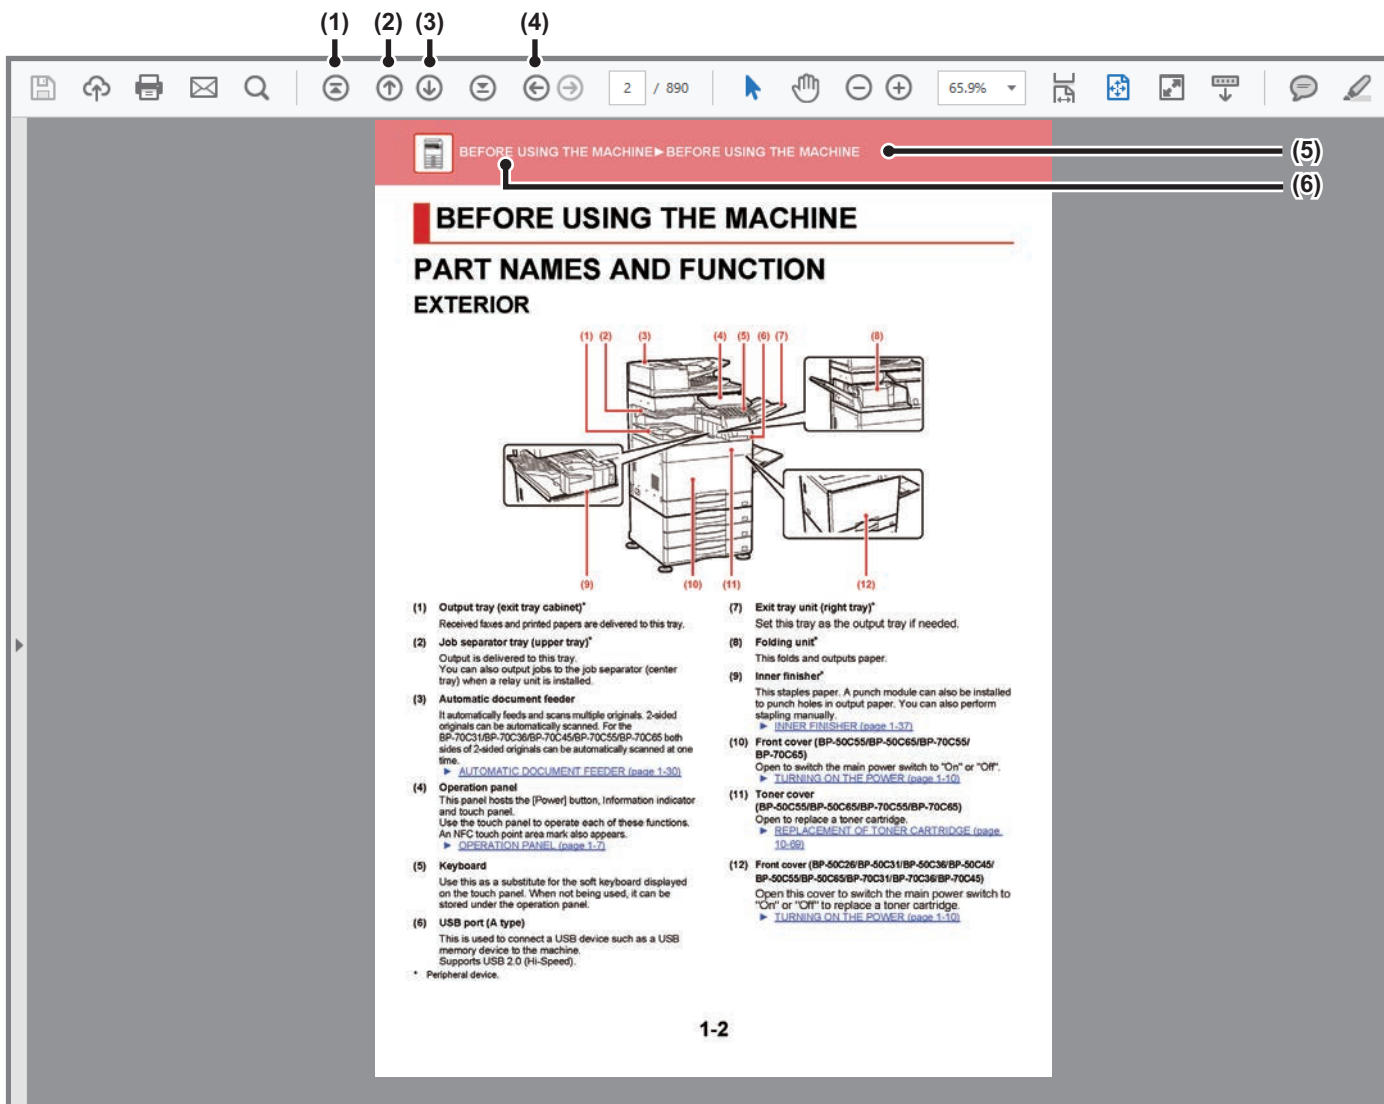 (1) (2) (3) (4)
2 / 890 65.9%
BEFORE USING THE MACHINE►BEFORE USING THE MACHINE
(5)
(6)
BEFORE USING THE MACHINE
PART NAMES AND FUNCTION
EXTERIOR
(1) (2) (3) (4) (5) (6) (7) (8)
(9) (10) (11) (12)
(1) Output tray (exit tray cabinet)*
Received faxes and printed papers are delivered to this tray.
(2) Job separator tray (upper tray)*
Output is delivered to this tray.
You can also output jobs to the job separator (center
tray) when a relay unit is installed.
(3) Automatic document feeder
It automatically feeds and scans multiple originals. 2-sided
originals can be automatically scanned. For the
BP-70C31/BP-70C36/BP-70C45/BP-70C55/BP-70C65 both
sides of 2-sided originals can be automatically scanned at one
time.
► AUTOMATIC DOCUMENT FEEDER (page 1-30)
(4) Operation panel
This panel hosts the [Power] button, Information indicator
and touch panel.
Use the touch panel to operate each of these functions.
An NFC touch point area mark also appears.
► OPERATION PANEL (page 1-7)
(5) Keyboard
Use this as a substitute for the soft keyboard displayed
on the touch panel. When not being used, it can be
stored under the operation panel.
(6) USB port (A type)
This is used to connect a USB device such as a USB
memory device to the machine.
Supports USB 2.0 (Hi-Speed).
* Peripheral device.
(7) Exit tray unit (right tray)*
Set this tray as the output tray if needed.
(8) Folding unit*
This folds and outputs paper.
(9) Inner finisher*
This staples paper. A punch module can also be installed
to punch holes in output paper. You can also perform
stapling manually.
► INNER FINISHER (page 1-37)
(10) Front cover (BP-50C55/BP-50C65/BP-70C55/
BP-70C65)
Open to switch the main power switch to "On" or "Off".
► TURNING ON THE POWER (page 1-10)
(11) Toner cover
(BP-50C55/BP-50C65/BP-70C55/BP-70C65)
Open to replace a toner cartridge.
► REPLACEMENT OF TONER CARTRIDGE (page
10-69)
(12) Front cover (BP-50C26/BP-50C31/BP-50C36/BP-50C45/
BP-50C55/BP-50C65/BP-70C31/BP-70C36/BP-70C45)
Open this cover to switch the main power switch to
"On" or "Off" to replace a toner cartridge.
► TURNING ON THE POWER (page 1-10)
1-2